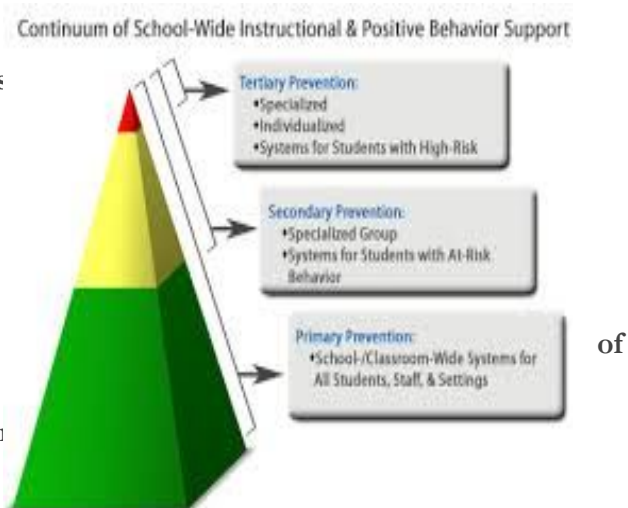 Continuum of School-Wide Instructional & Positive Behavior Support
Tertiary Prevention:
•Specialized
•Individualized
•Systems for Students with High-Risk
Secondary Prevention:
•Specialized Group
•Systems for Students with At-Risk
Behavior
Primary Prevention:
•School-/Classroom-Wide Systems for
All Students, Staff, & Settings
of